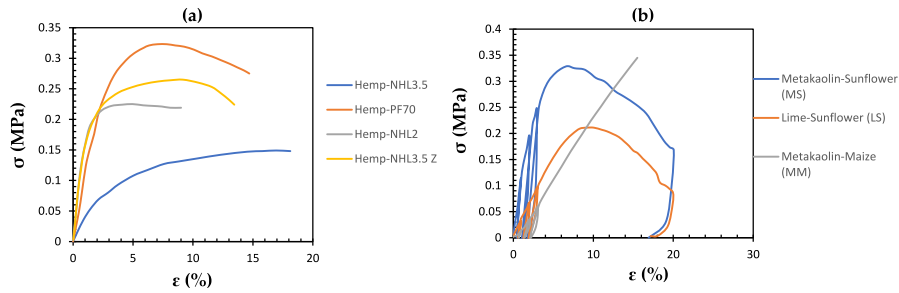 (a)
σ (MPa)
0.35
0.3
0.25
0.2
0.15
0.1
0.05
0
0 5 10 15 20
ε (%)
Hemp-NHL3.5
Hemp-PF70
Hemp-NHL2
Hemp-NHL3.5 Z
(b)
σ (MPa)
0.4
0.35
0.3
0.25
0.2
0.15
0.1
0.05
0
0 10 20 30
ε (%)
Metakaolin-Sunflower
(MS)
Lime-Sunflower (LS)
Metakaolin-Maize
(MM)